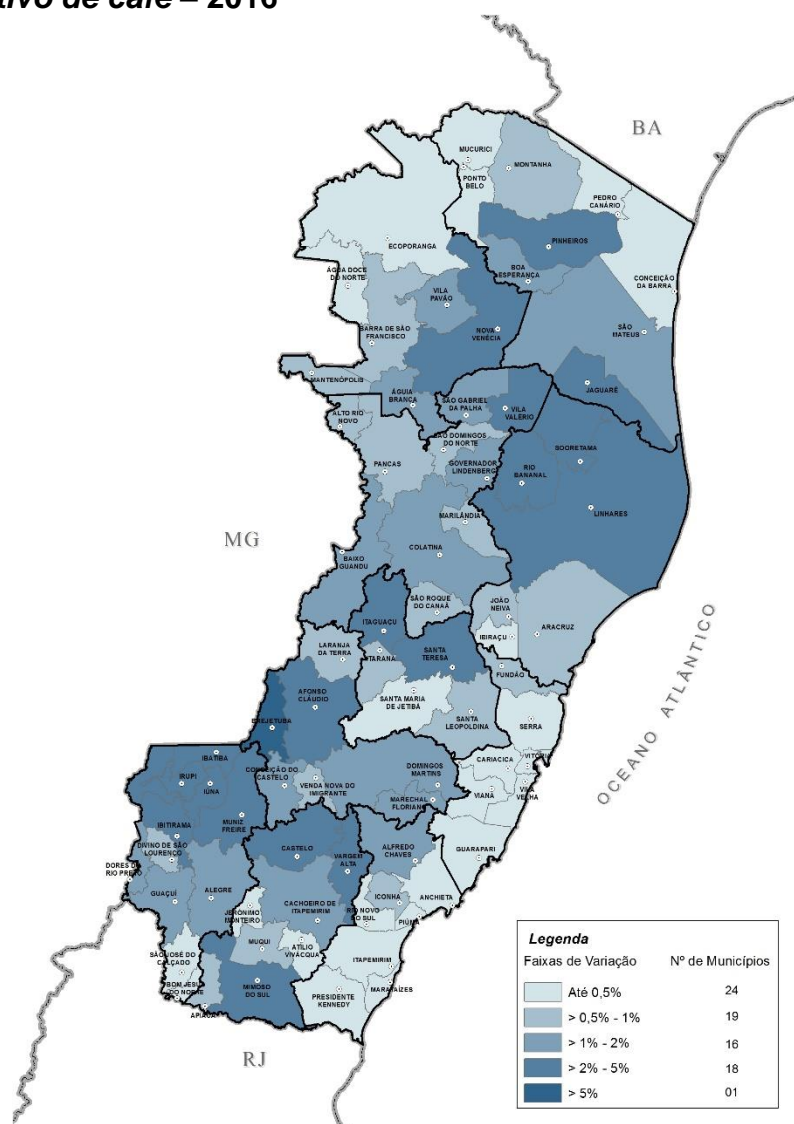 tivo de café – 2016
BA
MUCURICI
MONTANHA
PONTO
BELO
PEDRO
CANÁRIO
ECOPORANGA
PINHEIROS
ÁGUA DOCE
DO NORTE
BOA
ESPERANÇA
CONCEIÇÃO
DA BARRA
VILA
PAVÃO
BARRA DE SÃO
FRANCISCO
NOVA
VENÉCIA
SÃO
MATEUS
MANTENÓPOLIS
JAGUARÉ
ÁGUIA
BRANCA
SÃO GABRIEL
DA PALHA
VILA
VALÉRIO
ALTO RIO
NOVO
SÃO DOMINGOS
DO NORTE
SOORETAMA
PANCAS
GOVERNADOR
LINDENBERG
RIO
BANANAL
LINHARES
MARILÂNDIA
MG
COLATINA
BAIXO
GUANDU
SÃO ROQUE
DO CANAÃ
JOÃO
NEIVA
ITAGUAÇU
IBIRAÇU
ARACRUZ
LARANJA
DA TERRA
ITARANA
SANTA
TERESA
FUNDÃO
OCEANO ATLÂNTICO
AFONSO
CLÁUDIO
SANTA MARIA
DE JETIBÁ
SANTA
LEOPOLDINA
SERRA
BREJETUBA
IBATIBA
CONCEIÇÃO DO
CASTELO
DOMINGOS
MARTINS
CARIACICA
VITÓRIA
IRUPI
IÚNA
VENDA NOVA DO
IMIGRANTE
MARECHAL
FLORIANO
VIANA
VILA
VELHA
IBITIRAMA
MUNIZ
FREIRE
DIVINO DE SÃO
LOURENÇO
CASTELO
VARGEM
ALTA
ALFREDO
CHAVES
GUARAPARI
DORES DO
RIO PRETO
GUAÇUÍ
ALEGRE
CACHOEIRO DE
ITAPEMIRIM
ICONHA
ANCHIETA
JERÔNIMO
MONTEIRO
RIO NOVO
DO SUL
PIÚMA
SÃO JOSÉ DO
CALÇADO
MUQUI
ATÍLIO
VIVÁCQUA
ITAPEMIRIM
BOM JESUS
DO NORTE
MIMOSO
DO SUL
PRESIDENTE
KENNEDY
MARATAÍZES
APIACÁ
RJ
Legenda
Faixas de Variação Nº de Municípios
Até 0,5% 24
> 0,5% - 1% 19
> 1% - 2% 16
> 2% - 5% 18
> 5% 01